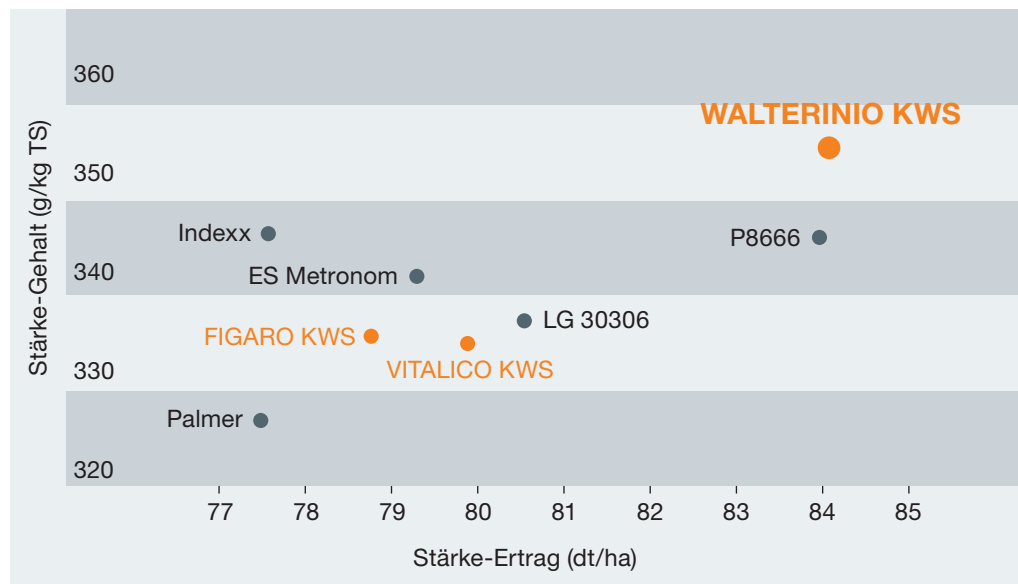 360
WALTERINIO KWS
350
Stärke-Gehalt (g/kg TS)
Indexx
P8666
340
ES Metronom
LG 30306
FIGARO KWS
VITALICO KWS
330
Palmer
320
77 78 79 80 81 82 83 84 85
Stärke-Ertrag (dt/ha)